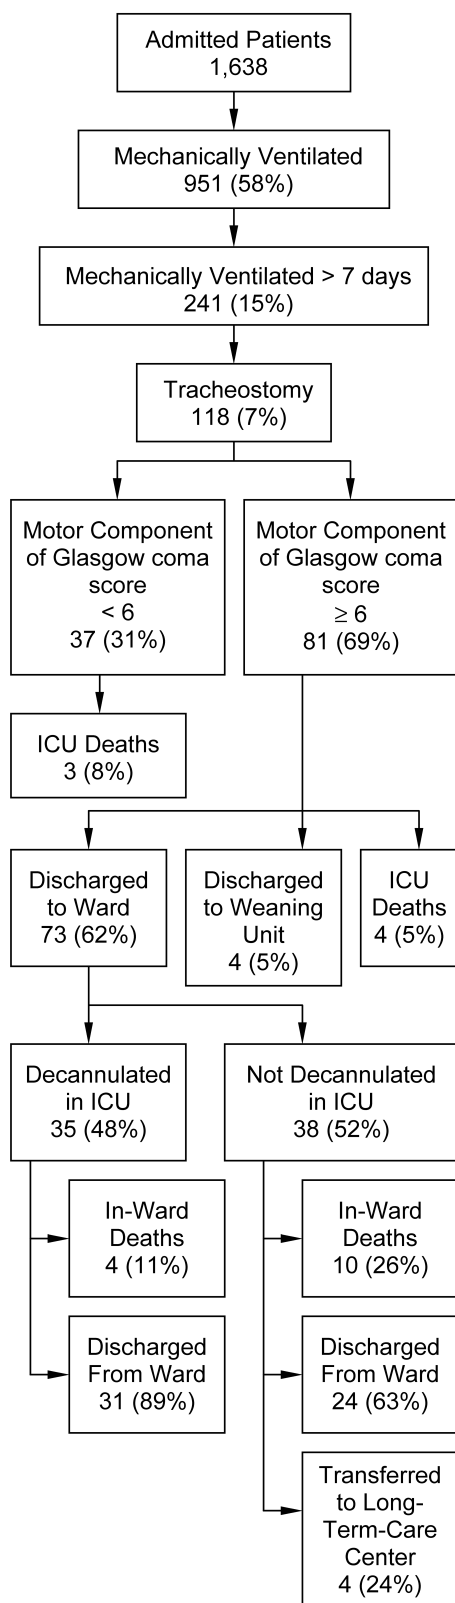 Admitted Patients
1,638
Mechanically Ventilated
951 (58%)
Mechanically Ventilated > 7 days
241 (15%)
Tracheostomy
118 (7%)
Motor Component
of Glasgow coma
score
< 6
37 (31%)
Motor Component
of Glasgow coma
score
≥ 6
81 (69%)
ICU Deaths
3 (8%)
Discharged
to Ward
73 (62%)
Discharged
to Weaning
Unit
4 (5%)
ICU
Deaths
4 (5%)
Decannulated
in ICU
35 (48%)
Not Decannulated
in ICU
38 (52%)
In-Ward
Deaths
4 (11%)
In-Ward
Deaths
10 (26%)
Discharged
From Ward
31 (89%)
Discharged
From Ward
24 (63%)
Transferred
to Long-
Term-Care
Center
4 (24%)